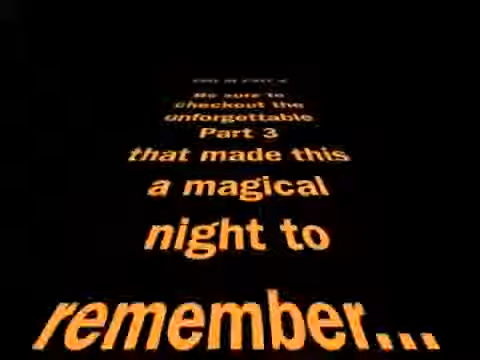 Be sure to
checkout the
unforgettable
Part 3
that made this
a magical
night to
remember...